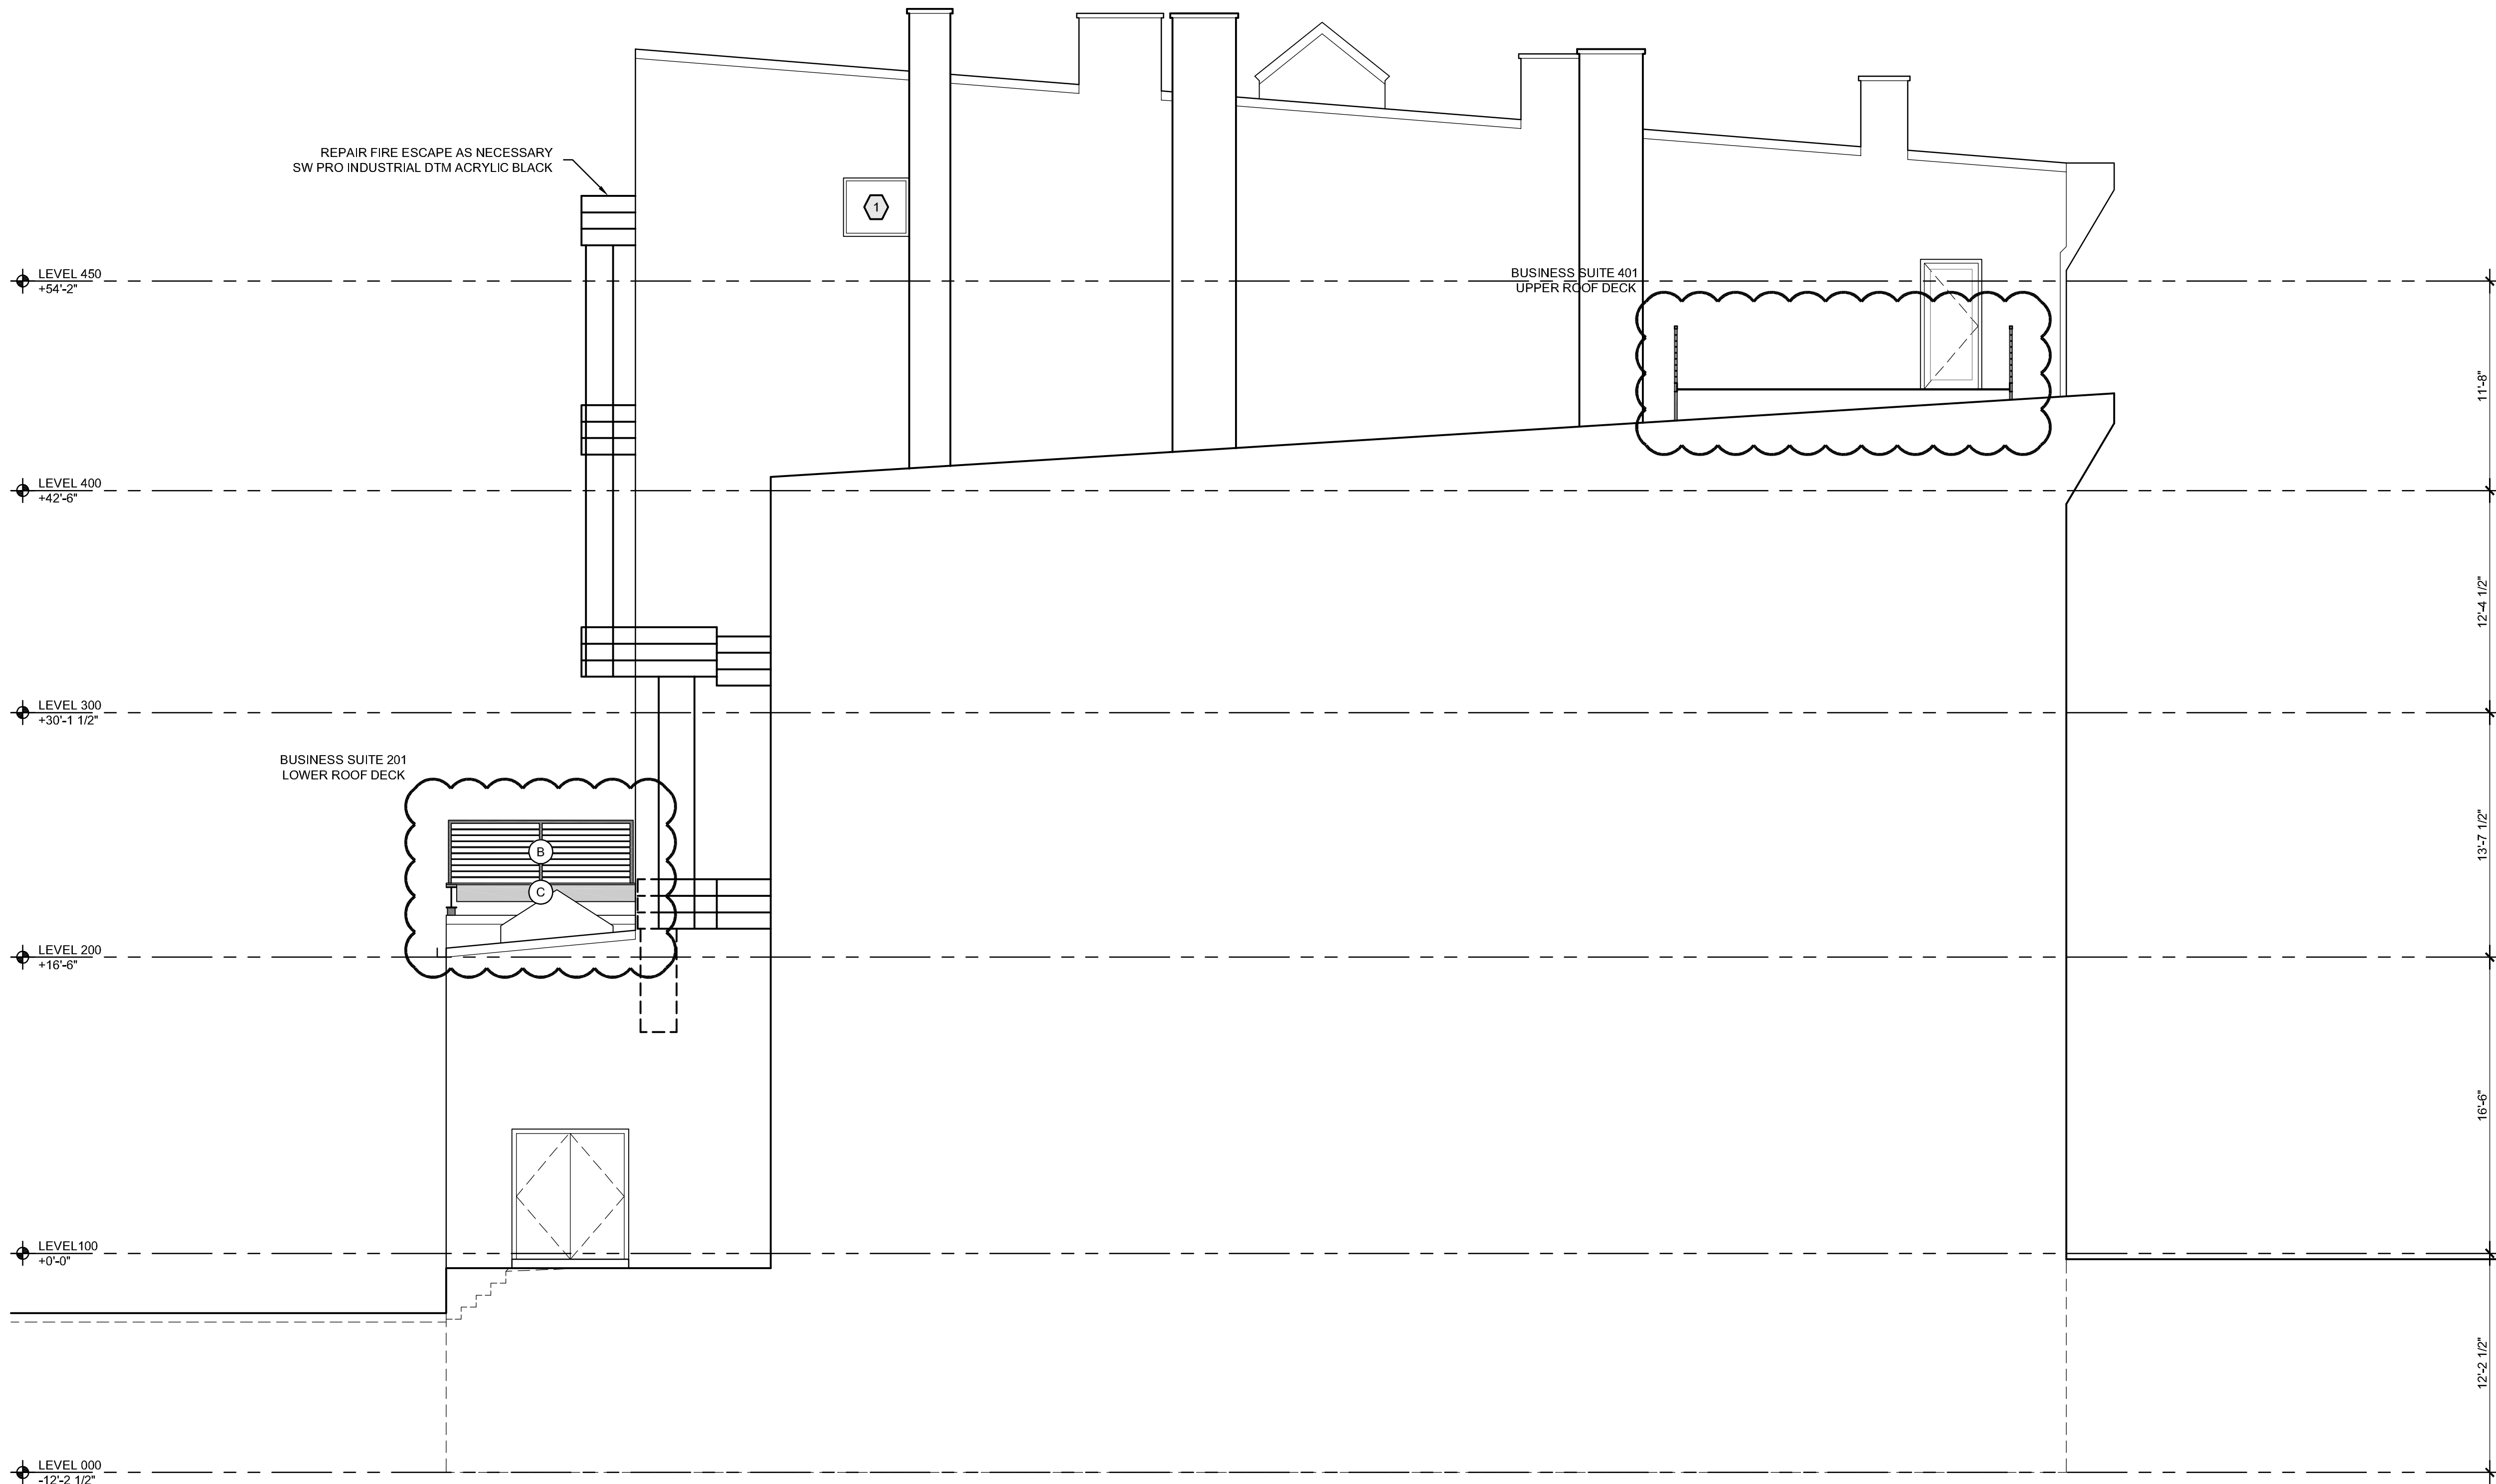 REPAIR FIRE ESCAPE AS NECESSARY
SW PRO INDUSTRIAL DTM ACRYLIC BLACK
1
LEVEL 450
+54'-2"
BUSINESS SUITE 401
UPPER ROOF DECK
11'-8"
LEVEL 400
+42'-6"
12'-4 1/2"
LEVEL 300
+30'-1 1/2"
BUSINESS SUITE 201
LOWER ROOF DECK
B
C
13'-7 1/2"
LEVEL 200
+16'-6"
16'-6"
LEVEL100
+0'-0"
12'-2 1/2"
LEVEL 000
-12'-2 1/2"